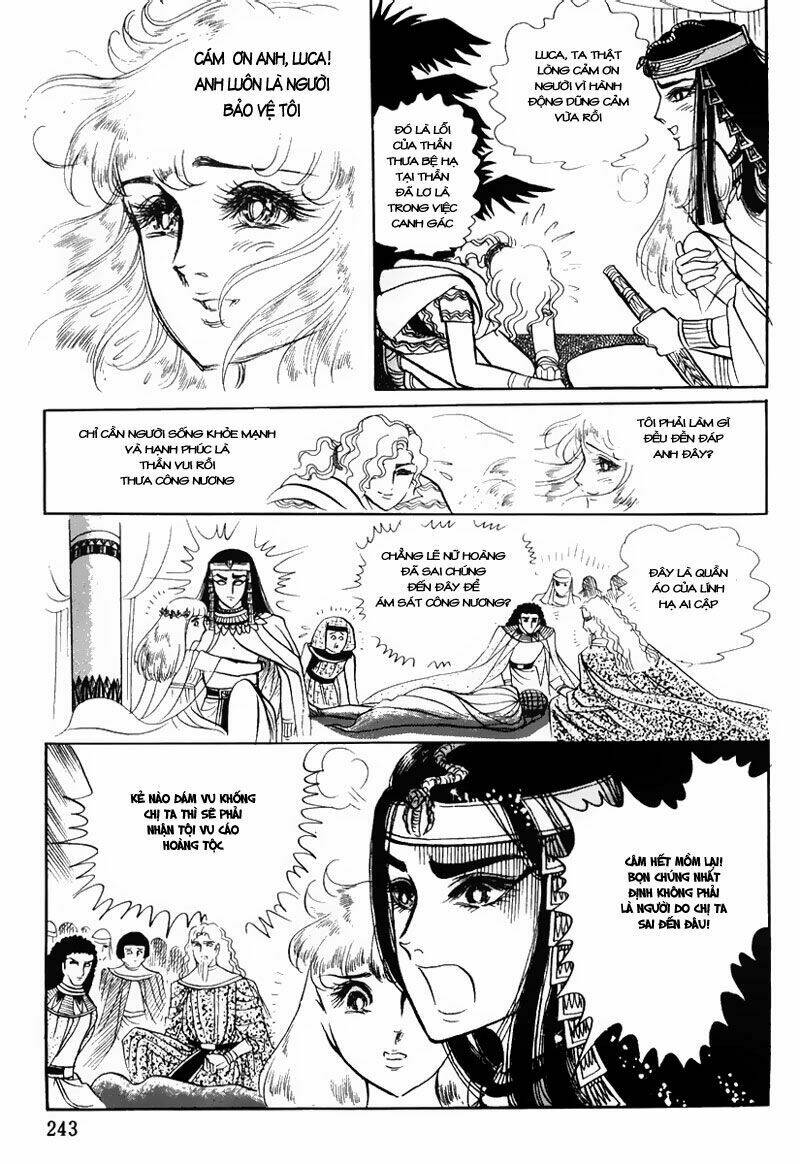 CÁM ƠN ANH, LUCA!
ANH LUÔN LÀ NGƯỜI
BẢO VỆ TÔI
LUCA, TA THẬT
LÒNG CẢM ƠN
NGƯƠI VÌ HÀNH
ĐỘNG DŨNG CẢM
VỪA RỒI
ĐÓ LÀ LỖI
CỦA THẦN
THƯA BỆ HẠ
TẠI THẦN
ĐÃ LƠ LÀ
TRONG VIỆC
CANH GÁC
CHỈ CẦN NGƯỜI SỐNG KHỎE MẠNH
VÀ HẠNH PHÚC LÀ
THẦN VUI RỒI
THƯA CÔNG NƯƠNG
TÔI PHẢI LÀM GÌ
ĐỀU ĐỀN ĐÁP
ANH ĐÂY?
CHẲNG LẼ NỮ HOÀNG
ĐÃ SAI CHÚNG
ĐẾN ĐÂY ĐỂ
ÁM SÁT CÔNG NƯƠNG?
ĐÂY LÀ QUẦN
ÁO CỦA LÍNH
HẠ AI CẬP
KẺ NÀO DÁM VU KHỐNG
CHỊ TA THÌ SẼ PHẢI
NHẬN TỘI VU CÁO
HOÀNG TỘC
CÂM HẾT MỒM LẠI!
BỌN CHÚNG NHẤT
ĐỊNH KHÔNG PHẢI
LÀ NGƯỜI DO CHỊ TA
SAI ĐẾN ĐÂU!
243